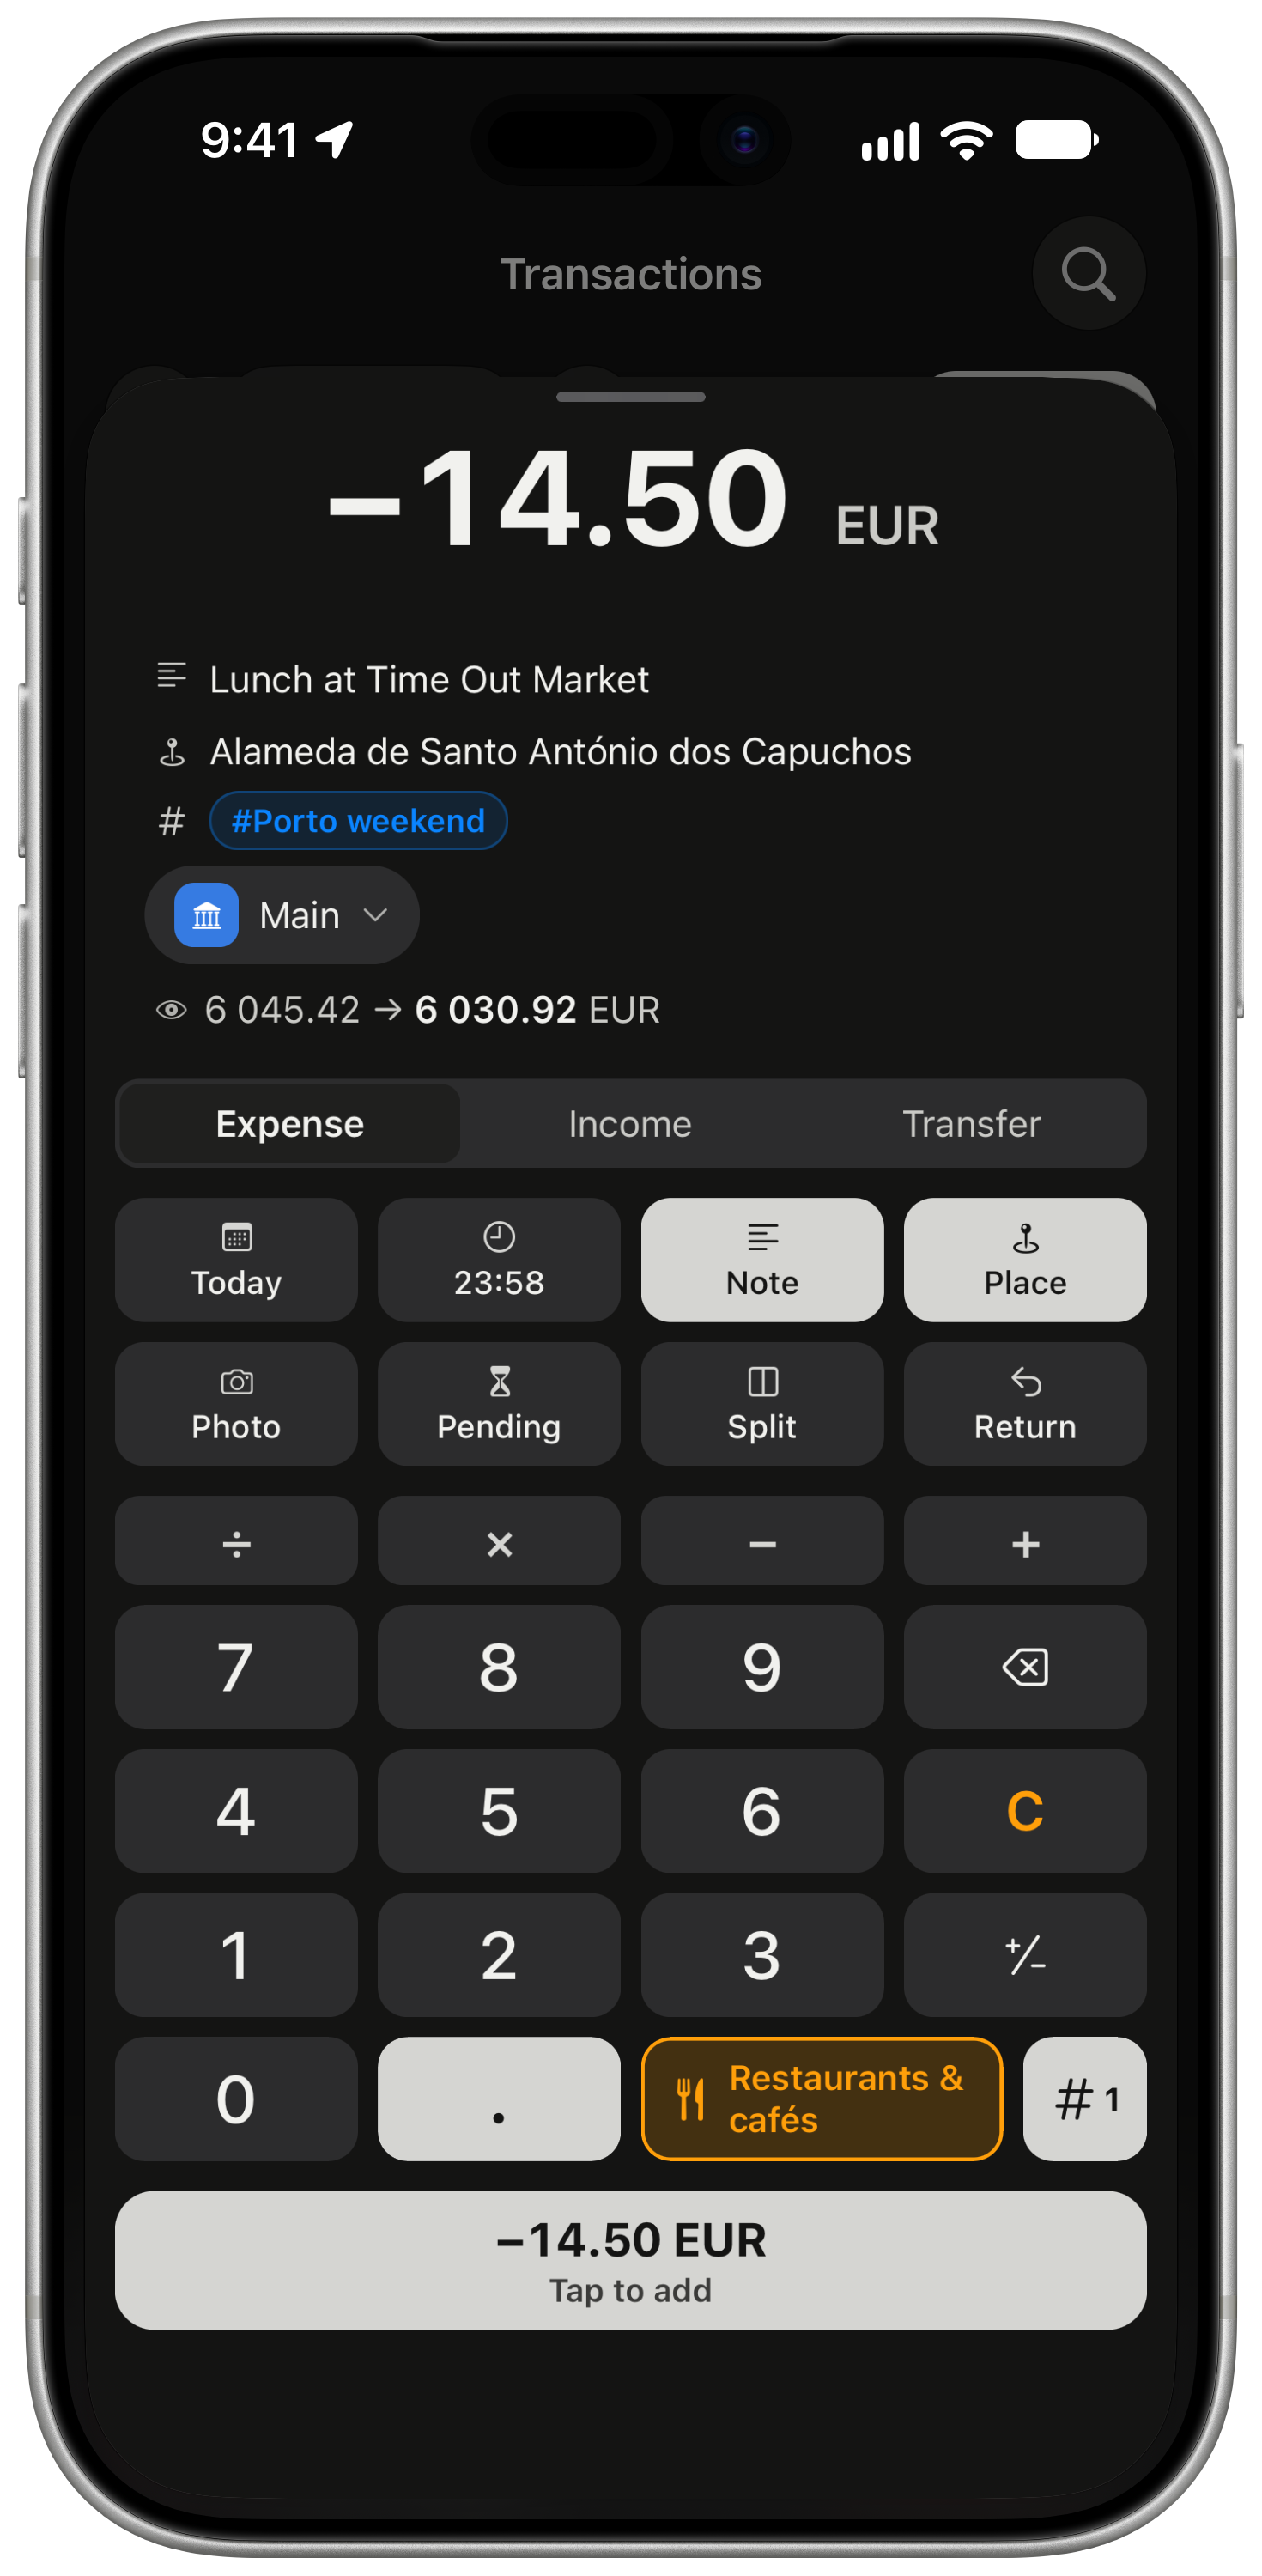 9:41
Transactions
−14.50 EUR
Lunch at Time Out Market
Alameda de Santo António dos Capuchos
# #Porto weekend
Main
6 045.42 → 6 030.92 EUR
Expense Income Transfer
Today 23:58 Note Place
Photo Pending Split Return
÷ × − +
7 8 9
4 5 6 C
1 2 3 +/−
0 . Restaurants &
cafés # 1
−14.50 EUR
Tap to add